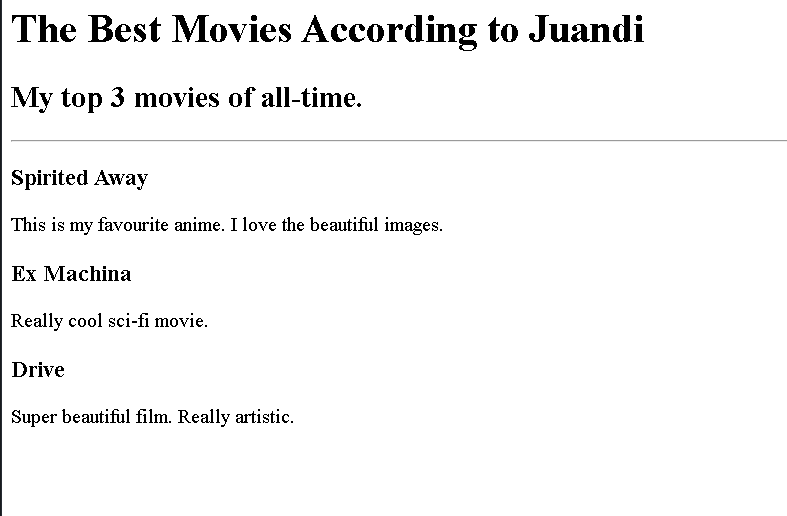 The Best Movies According to Juandi
My top 3 movies of all-time.
Spirited Away
This is my favourite anime. I love the beautiful images.
Ex Machina
Really cool sci-fi movie.
Drive
Super beautiful film. Really artistic.